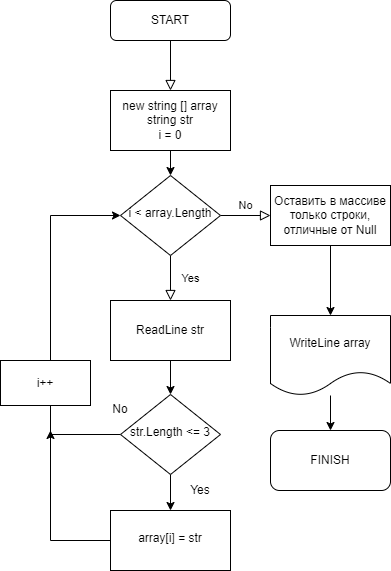 START
new string [] array
string str
i = 0
i < array.Length
No
Оставить в массиве
только строки,
отличные от Null
Yes
ReadLine str
WriteLine array
i++
No
str.Length <= 3
FINISH
Yes
array[i] = str